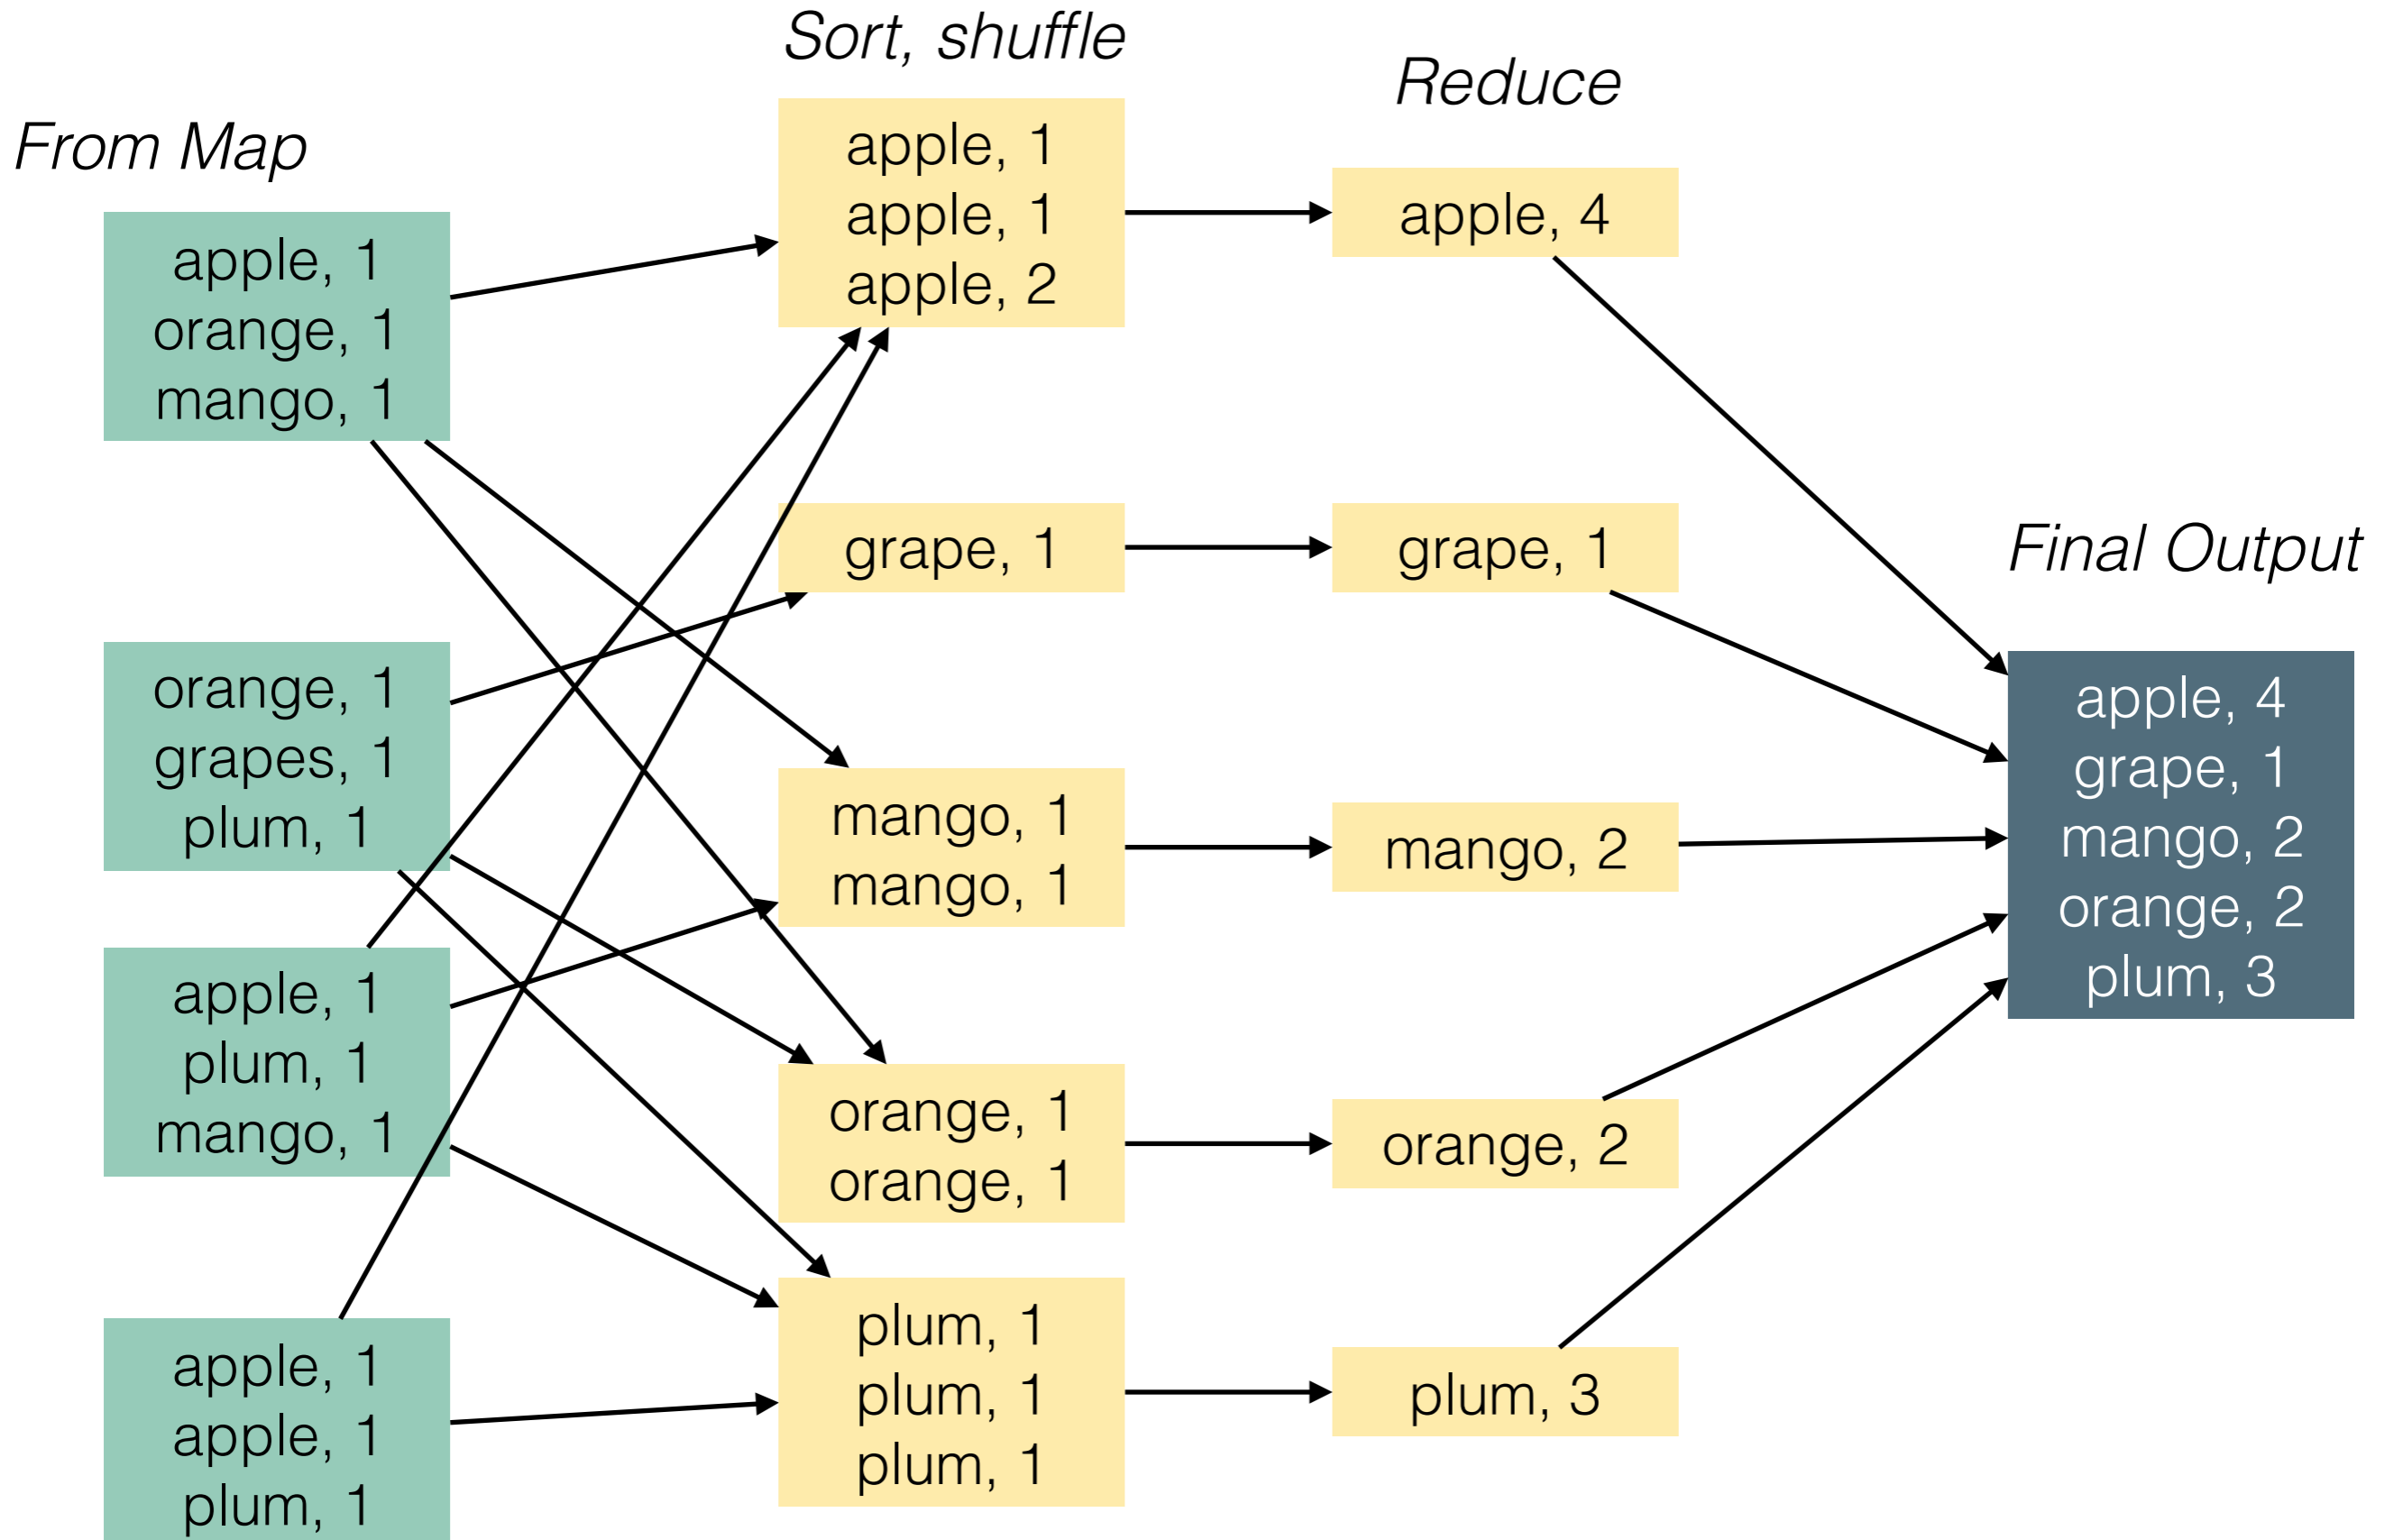 From Map
apple, 1
orange, 1
mango, 1
orange, 1
grapes, 1
plum, 1
apple, 1
plum, 1
mango, 1
apple, 1
apple, 1
plum, 1
Sort, shuffle
apple, 1
apple, 1
apple, 2
grape, 1
mango, 1
mango, 1
orange, 1
orange, 1
plum, 1
plum, 1
plum, 1
Reduce
apple, 4
grape, 1
mango, 2
orange, 2
plum, 3
Final Output
apple, 4
grape, 1
mango, 2
orange, 2
plum, 3